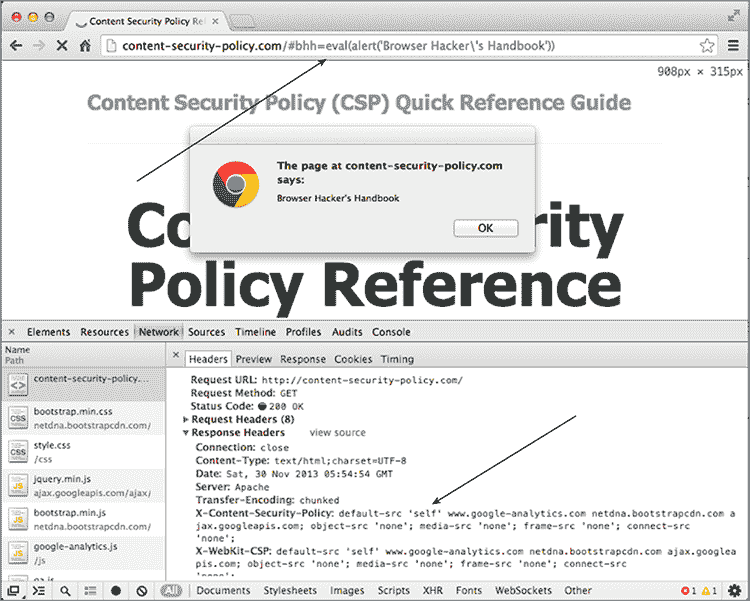 Content Security Policy Ref
content-security-policy.com/#bhh=eval(alert('Browser Hacker\'s Handbook'))
908px × 315px
Content Security Policy (CSP) Quick Reference Guide
The page at content-security-policy.com
says:
Browser Hacker's Handbook
OK
Co rity
Policy Reference
× Elements Resources Network Sources Timeline Profiles Audits Console
Name
Path
× Headers Preview Response Cookies Timing
content-security-policy....
bootstrap.min.css
netdna.bootstrapcdn.com/
style.css
/css
jquery.min.js
ajax.googleapis.com/ajax/
bootstrap.min.js
netdna.bootstrapcdn.com/
google-analytics.js
/js
Request URL: http://content-security-policy.com/
Request Method: GET
Status Code: 200 OK
Request Headers (8)
Response Headers view source
Connection: close
Content-Type: text/html;charset=UTF-8
Date: Sat, 30 Nov 2013 05:54:54 GMT
Server: Apache
Transfer-Encoding: chunked
X-Content-Security-Policy: default-src 'self' www.google-analytics.com netdna.bootstrapcdn.com a
jax.googleapis.com; object-src 'none'; media-src 'none'; frame-src 'none'; connect-src
'none';
X-WebKit-CSP: default-src 'self' www.google-analytics.com netdna.bootstrapcdn.com ajax.googlea
pis.com; object-src 'none'; media-src 'none'; frame-src 'none'; connect-src
All Documents Stylesheets Images Scripts XHR Fonts WebSockets Other 1 1